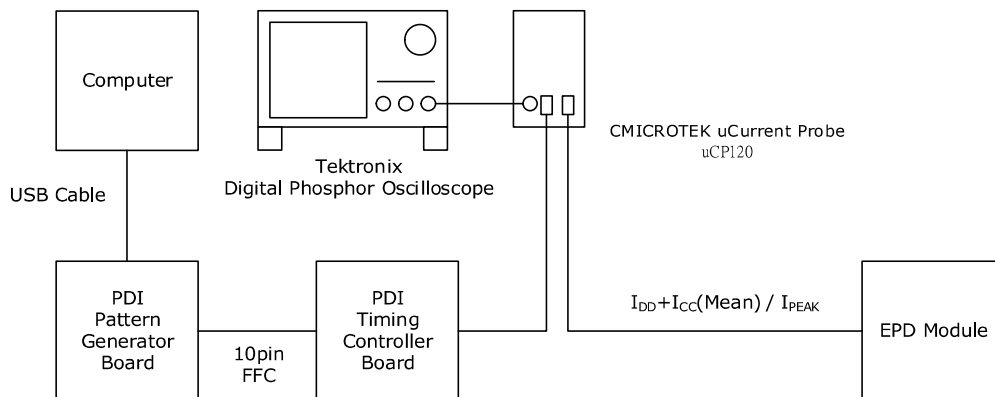 Computer
Tektronix
Digital Phosphor Oscilloscope
CMICROTEK uCurrent Probe
uCP120
USB Cable
PDI
Pattern
Generator
Board
10pin
FFC
PDI
Timing
Controller
Board
IDD+ICC(Mean) / IPEAK
EPD Module